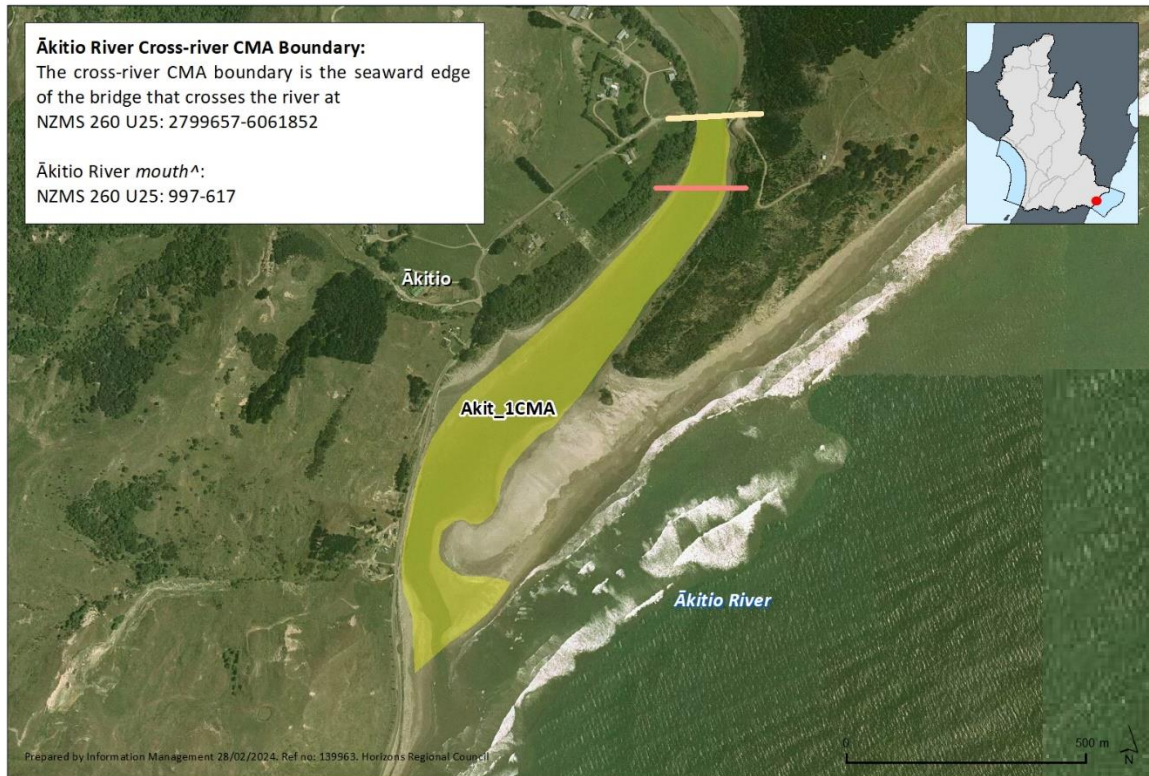 Ākitio River Cross-river CMA Boundary:
The cross-river CMA boundary is the seaward edge
of the bridge that crosses the river at
NZMS 260 U25: 2799657-6061852
Ākitio River mouth^:
NZMS 260 U25: 997-617
Ākitio
Akit_1CMA
Ākitio River
Prepared by Information Management 28/02/2024. Ref no: 139963. Horizons Regional Council
0
500 m
N